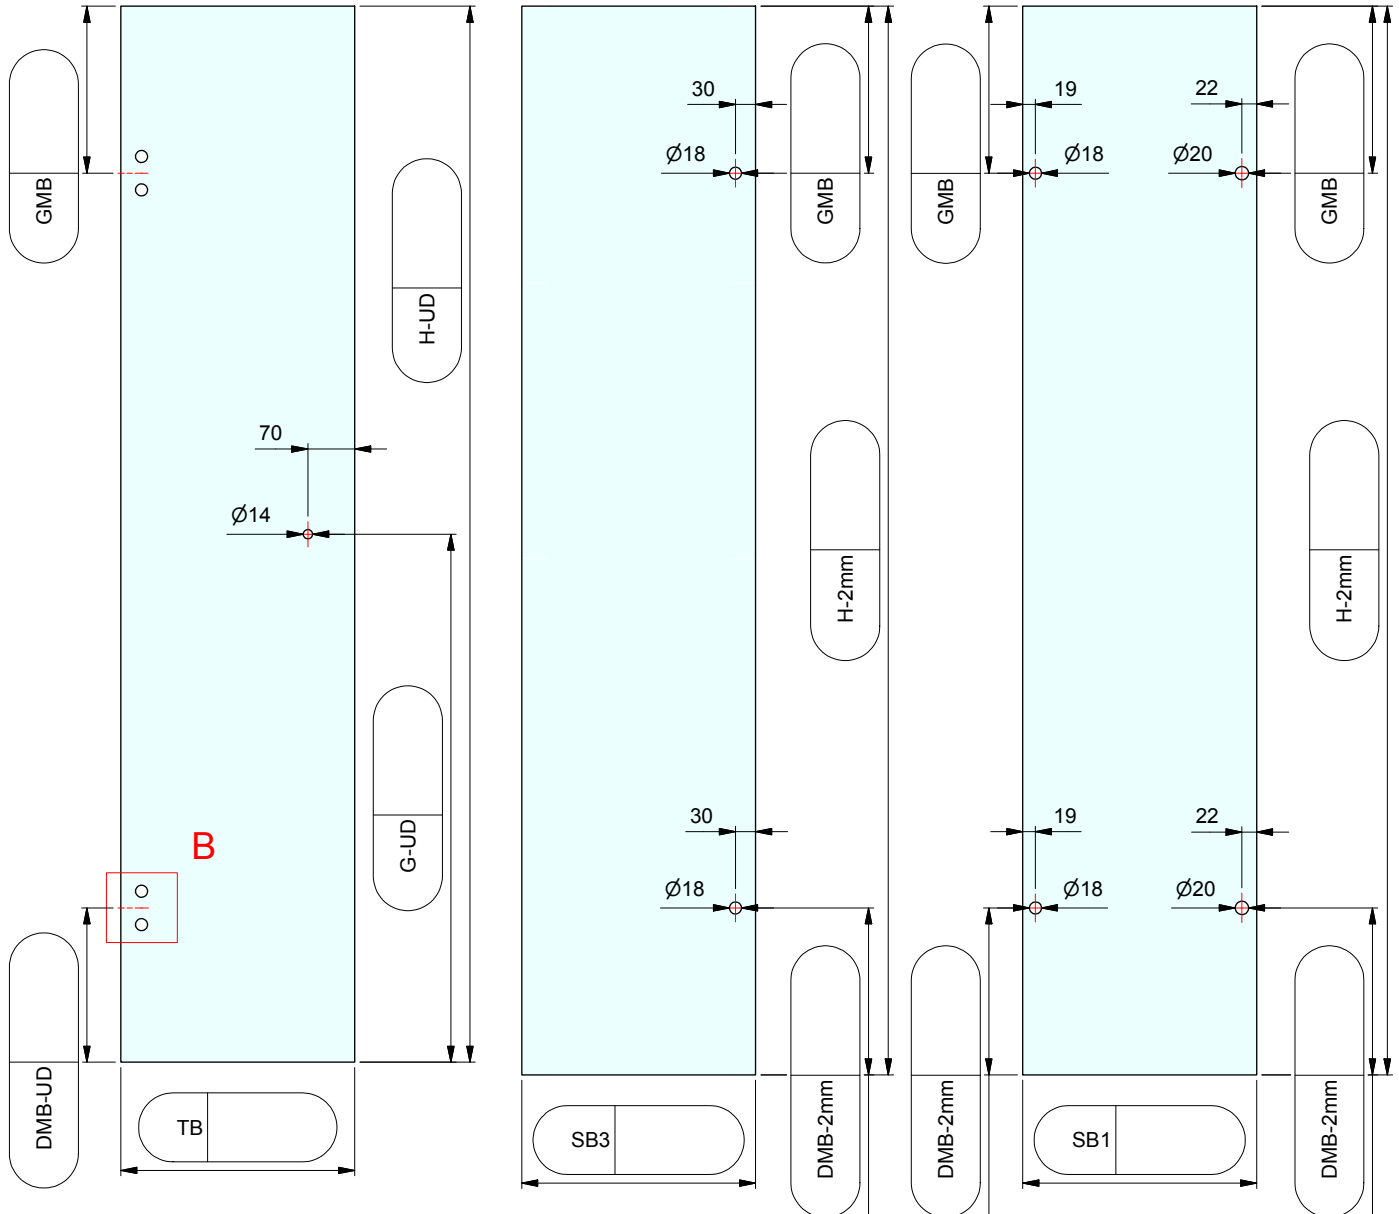 30
19
22
Ø18
Ø18
Ø20
GMB
GMB
GMB
GMB
H-UD
70
Ø14
H-2mm
H-2mm
G-UD
30
19
22
B
Ø18
Ø18
Ø20
DMB-UD
TB
SB3
DMB-2mm
DMB-2mm
SB1
DMB-2mm